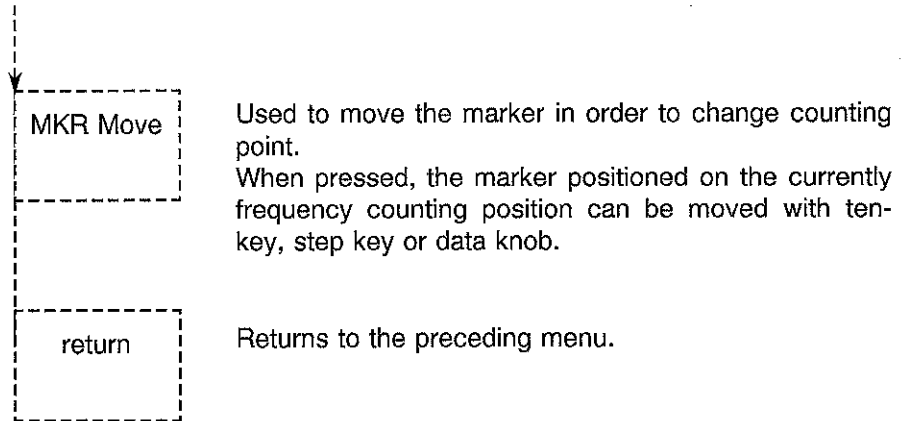 MKR Move
Used to move the marker in order to change counting
point.
When pressed, the marker positioned on the currently
frequency counting position can be moved with ten-
key, step key or data knob.
return
Returns to the preceding menu.